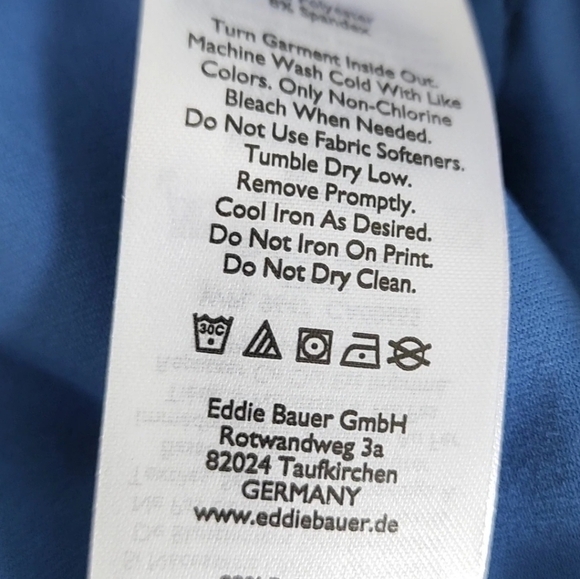 8% Spandex
Turn Garment Inside Out.
Machine Wash Cold With Like
Colors. Only Non-Chlorine
Bleach When Needed.
Do Not Use Fabric Softeners.
Tumble Dry Low.
Remove Promptly.
Cool Iron As Desired.
Do Not Iron On Print.
Do Not Dry Clean.
30C
Eddie Bauer GmbH
Rotwandweg 3a
82024 Taufkirchen
GERMANY
www.eddiebauer.de